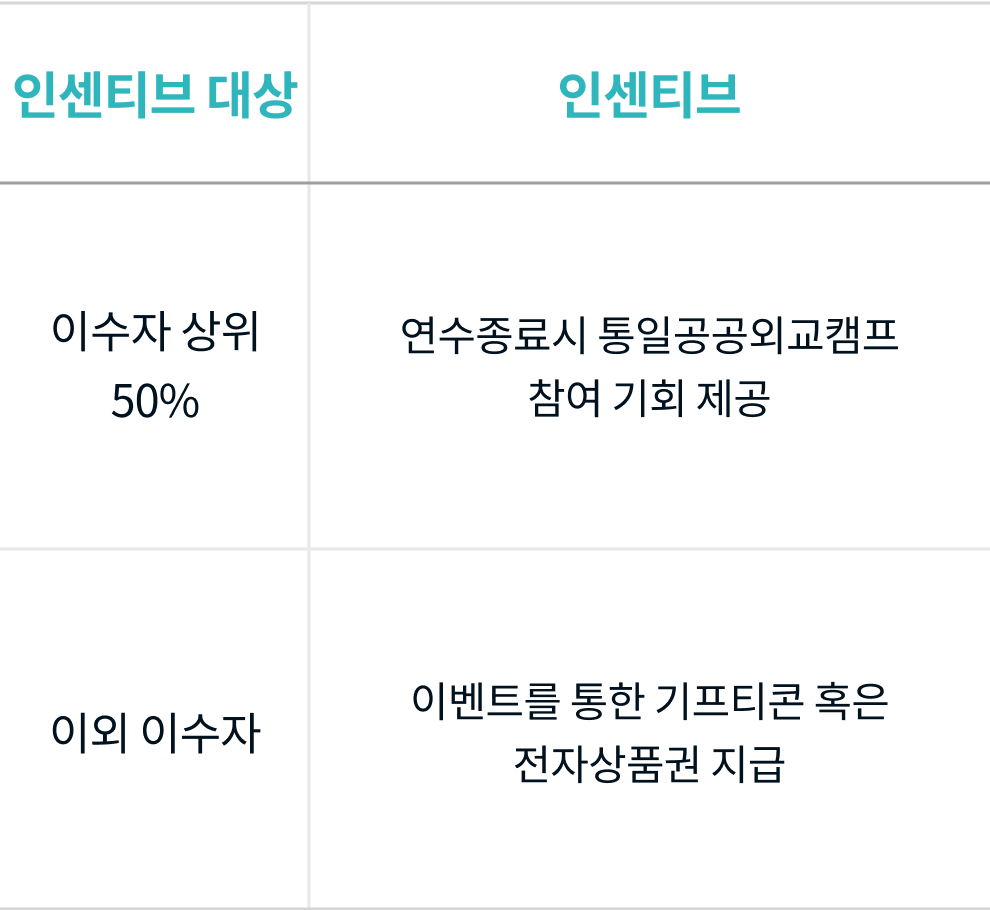 인센티브 대상
인센티브
이수자 상위
50%
연수종료시 통일공공외교캠프
참여 기회 제공
이외 이수자
이벤트를 통한 기프티콘 혹은
전자상품권 지급